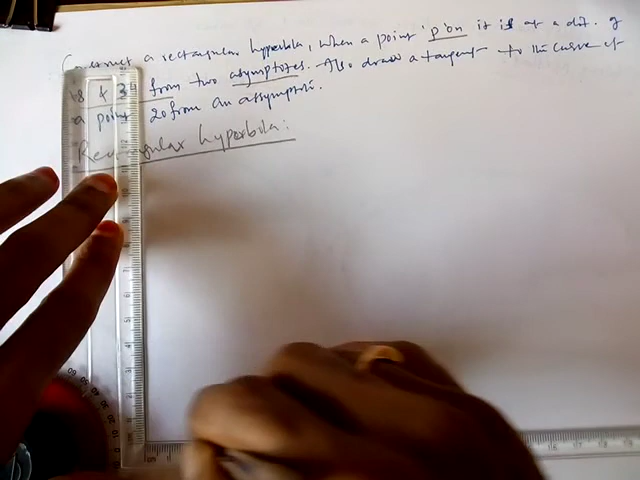 Construct a rectangular hyperbola, when a point 'p' on it is at a dist. of
18 & 34 from two asymptotes. Also draw a tangent to the curve at
a point 20 from an assymptote.
Rectangular hyperbola: